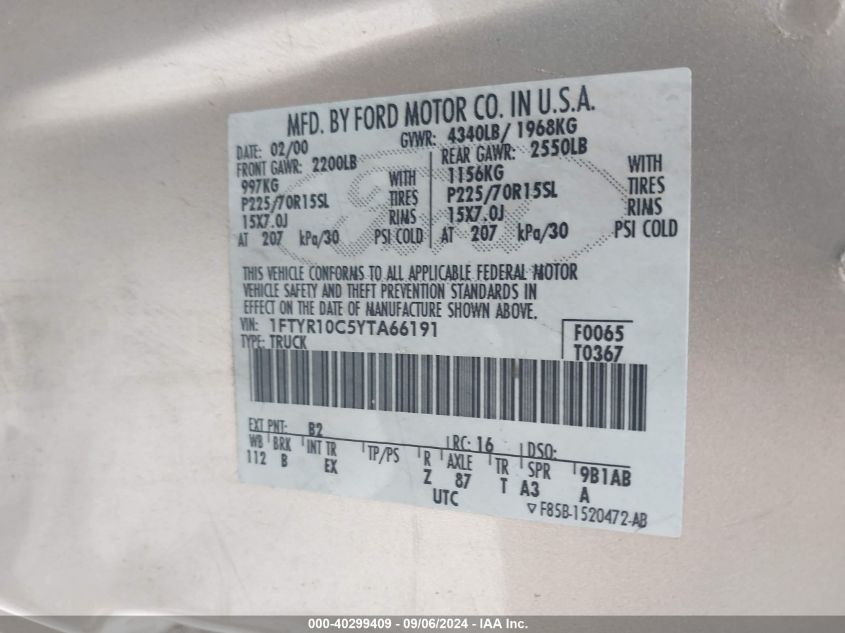 MFD. BY FORD MOTOR CO. IN U.S.A.
DATE: 02/00 GVWR: 4340LB/ 1968KG
FRONT GAWR: 2200LB REAR GAWR: 2550LB
997KG WITH 1156KG WITH
P225/70R15SL TIRES P225/70R15SL TIRES
15X7.0J RIMS 15X7.0J RIMS
AT 207 kPa/30 PSI COLD AT 207 kPa/30 PSI COLD
THIS VEHICLE CONFORMS TO ALL APPLICABLE FEDERAL MOTOR
VEHICLE SAFETY AND THEFT PREVENTION STANDARDS IN
EFFECT ON THE DATE OF MANUFACTURE SHOWN ABOVE.
VIN: 1FTYR10C5YTA66191 F0065
TYPE: TRUCK T0367
EXT PNT: B2 RC: 16 DSO:
WB BRK INT TR TP/PS R AXLE TR SPR 9B1AB
112 B EX Z 87 T A3 A
UTC ▽F85B-1520472-AB
000-40299409 - 09/06/2024 - IAA Inc.